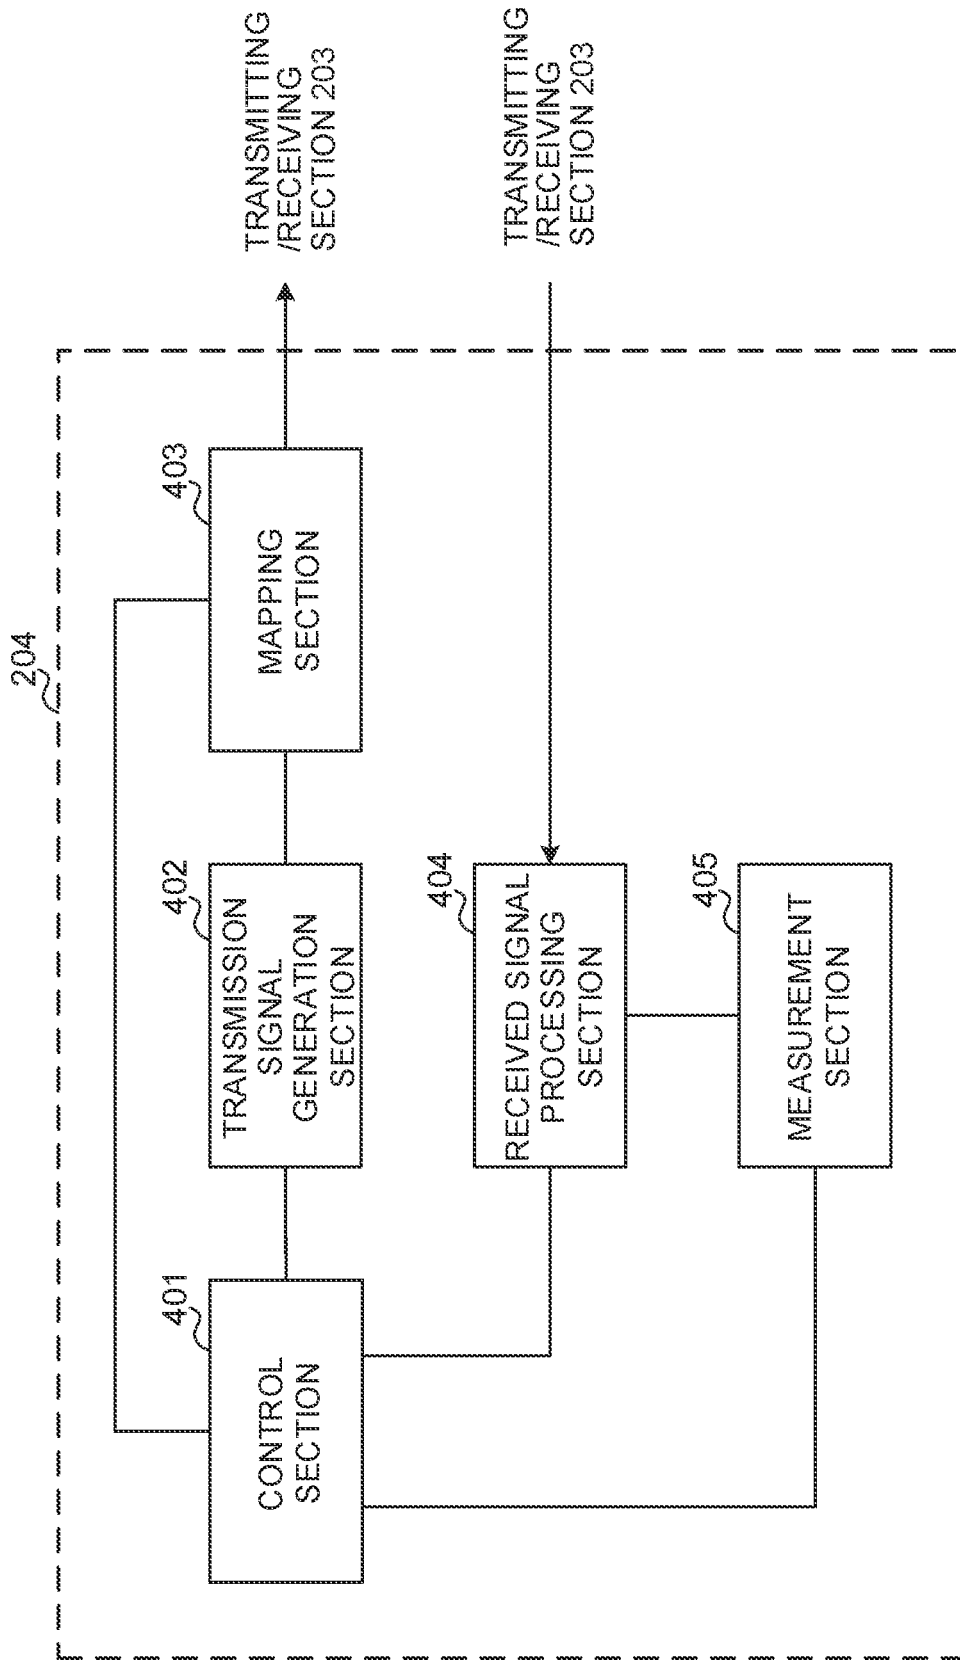 204
401
CONTROL
SECTION
402
TRANSMISSION
SIGNAL
GENERATION
SECTION
403
MAPPING
SECTION
TRANSMITTING
/RECEIVING
SECTION 203
404
RECEIVED SIGNAL
PROCESSING
SECTION
TRANSMITTING
/RECEIVING
SECTION 203
405
MEASUREMENT
SECTION